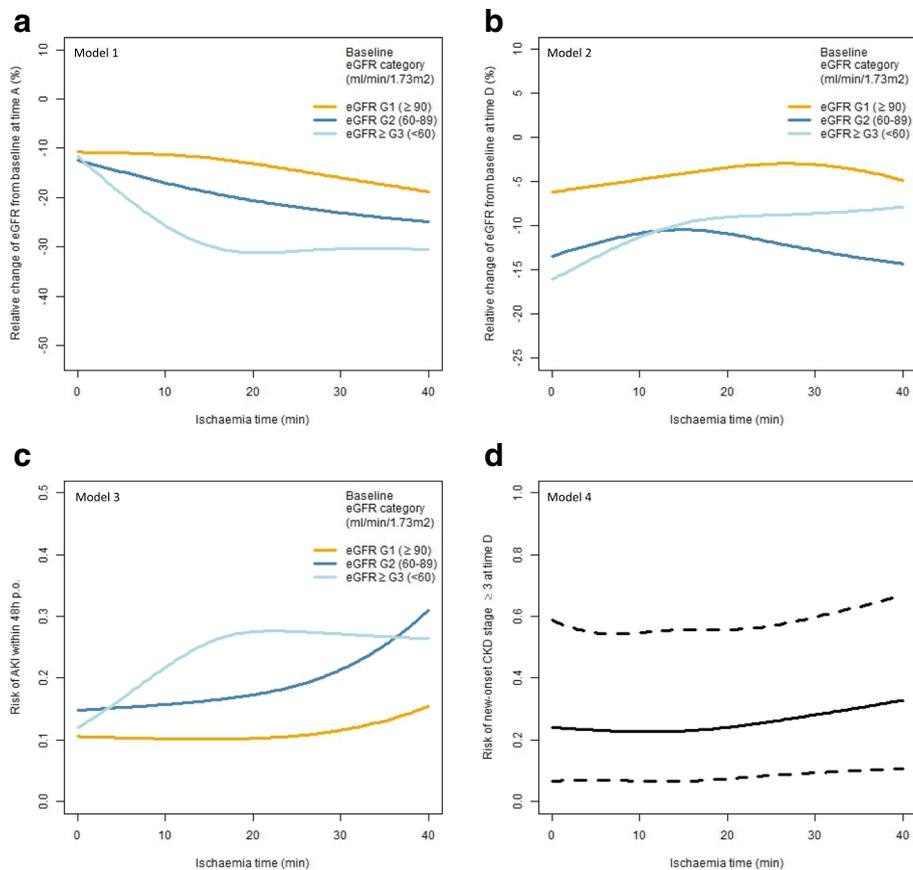 a
Model 1
Baseline
eGFR category
(ml/min/1.73m2)
eGFR G1 (≥ 90)
eGFR G2 (60-89)
eGFR ≥ G3 (<60)
Relative change of eGFR from baseline at time A (%)
10
0
-10
-20
-30
-40
-50
0 10 20 30 40
Ischaemia time (min)
b
Model 2
Baseline
eGFR category
(ml/min/1.73m2)
eGFR G1 (≥ 90)
eGFR G2 (60-89)
eGFR ≥ G3 (<60)
Relative change of eGFR from baseline at time D (%)
10
5
0
-5
-10
-15
-20
-25
0 10 20 30 40
Ischaemia time (min)
c
Model 3
Baseline
eGFR category
(ml/min/1.73m2)
eGFR G1 (≥ 90)
eGFR G2 (60-89)
eGFR ≥ G3 (<60)
Risk of AKI within 48h p.o.
0.5
0.4
0.3
0.2
0.1
0.0
0 10 20 30 40
Ischaemia time (min)
d
Model 4
Risk of new-onset CKD stage ≥ 3 at time D
1.0
0.8
0.6
0.4
0.2
0.0
0 10 20 30 40
Ischaemia time (min)